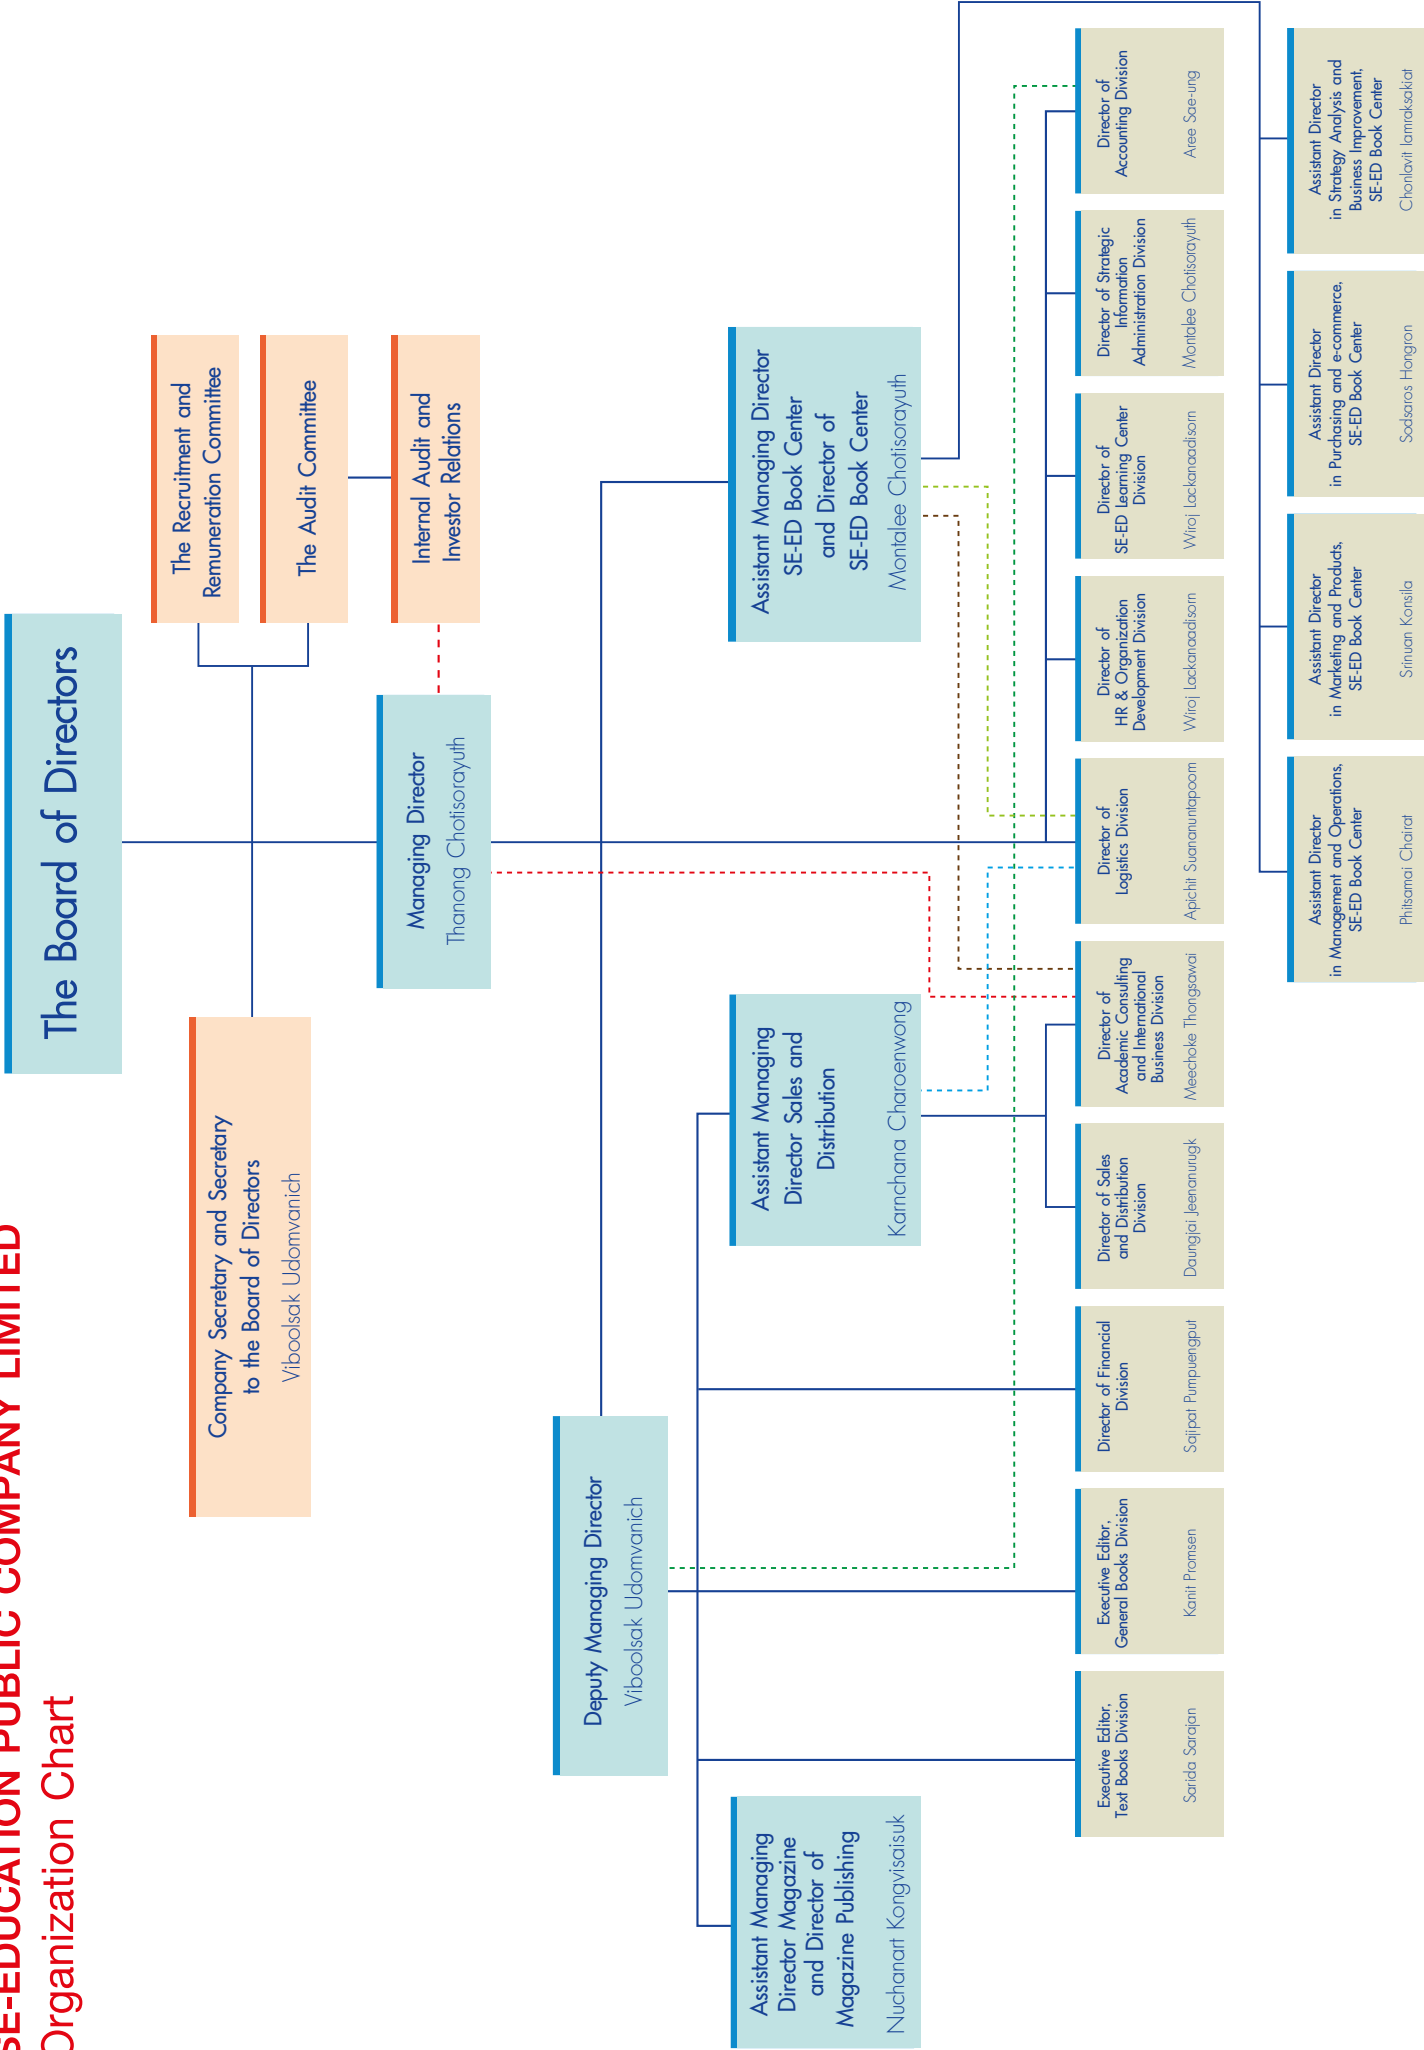 SE-EDUCATION PUBLIC COMPANY LIMITED
Organization Chart
The Board of Directors
The Recruitment and
Remuneration Committee
The Audit Committee
Internal Audit and
Investor Relations
Company Secretary and Secretary
to the Board of Directors
Viboolsak Udomvanich
Managing Director
Thanong Chotisorayuth
Deputy Managing Director
Viboolsak Udomvanich
Assistant Managing
Director Magazine
and Director of
Magazine Publishing
Nuchanart Kongvisaisuk
Assistant Managing
Director Sales and
Distribution
Karnchana Charoenwong
Assistant Managing Director
SE-ED Book Center
and Director of
SE-ED Book Center
Montalee Chotisorayuth
Executive Editor,
Text Books Division
Sarida Sarajan
Executive Editor,
General Books Division
Kanit Promsen
Director of Financial
Division
Sajipat Pumpuengput
Director of Sales
and Distribution
Division
Daungjai Jeenanurugk
Director of
Academic Consulting
and International
Business Division
Meechoke Thongsawai
Director of
Logistics Division
Apichit Suananuntapoom
Director of
HR & Organization
Development Division
Wiroj Lackanaadisorn
Director of
SE-ED Learning Center
Division
Wiroj Lackanaadisorn
Director of Strategic
Information
Administration Division
Montalee Chotisorayuth
Director of
Accounting Division
Aree Sae-ung
Assistant Director
in Management and Operations,
SE-ED Book Center
Phitsamai Chairat
Assistant Director
in Marketing and Products,
SE-ED Book Center
Srinuan Konsila
Assistant Director
in Purchasing and e-commerce,
SE-ED Book Center
Sodsaros Hongron
Assistant Director
in Strategy Analysis and
Business Improvement,
SE-ED Book Center
Chonlavit Iamraksakiat